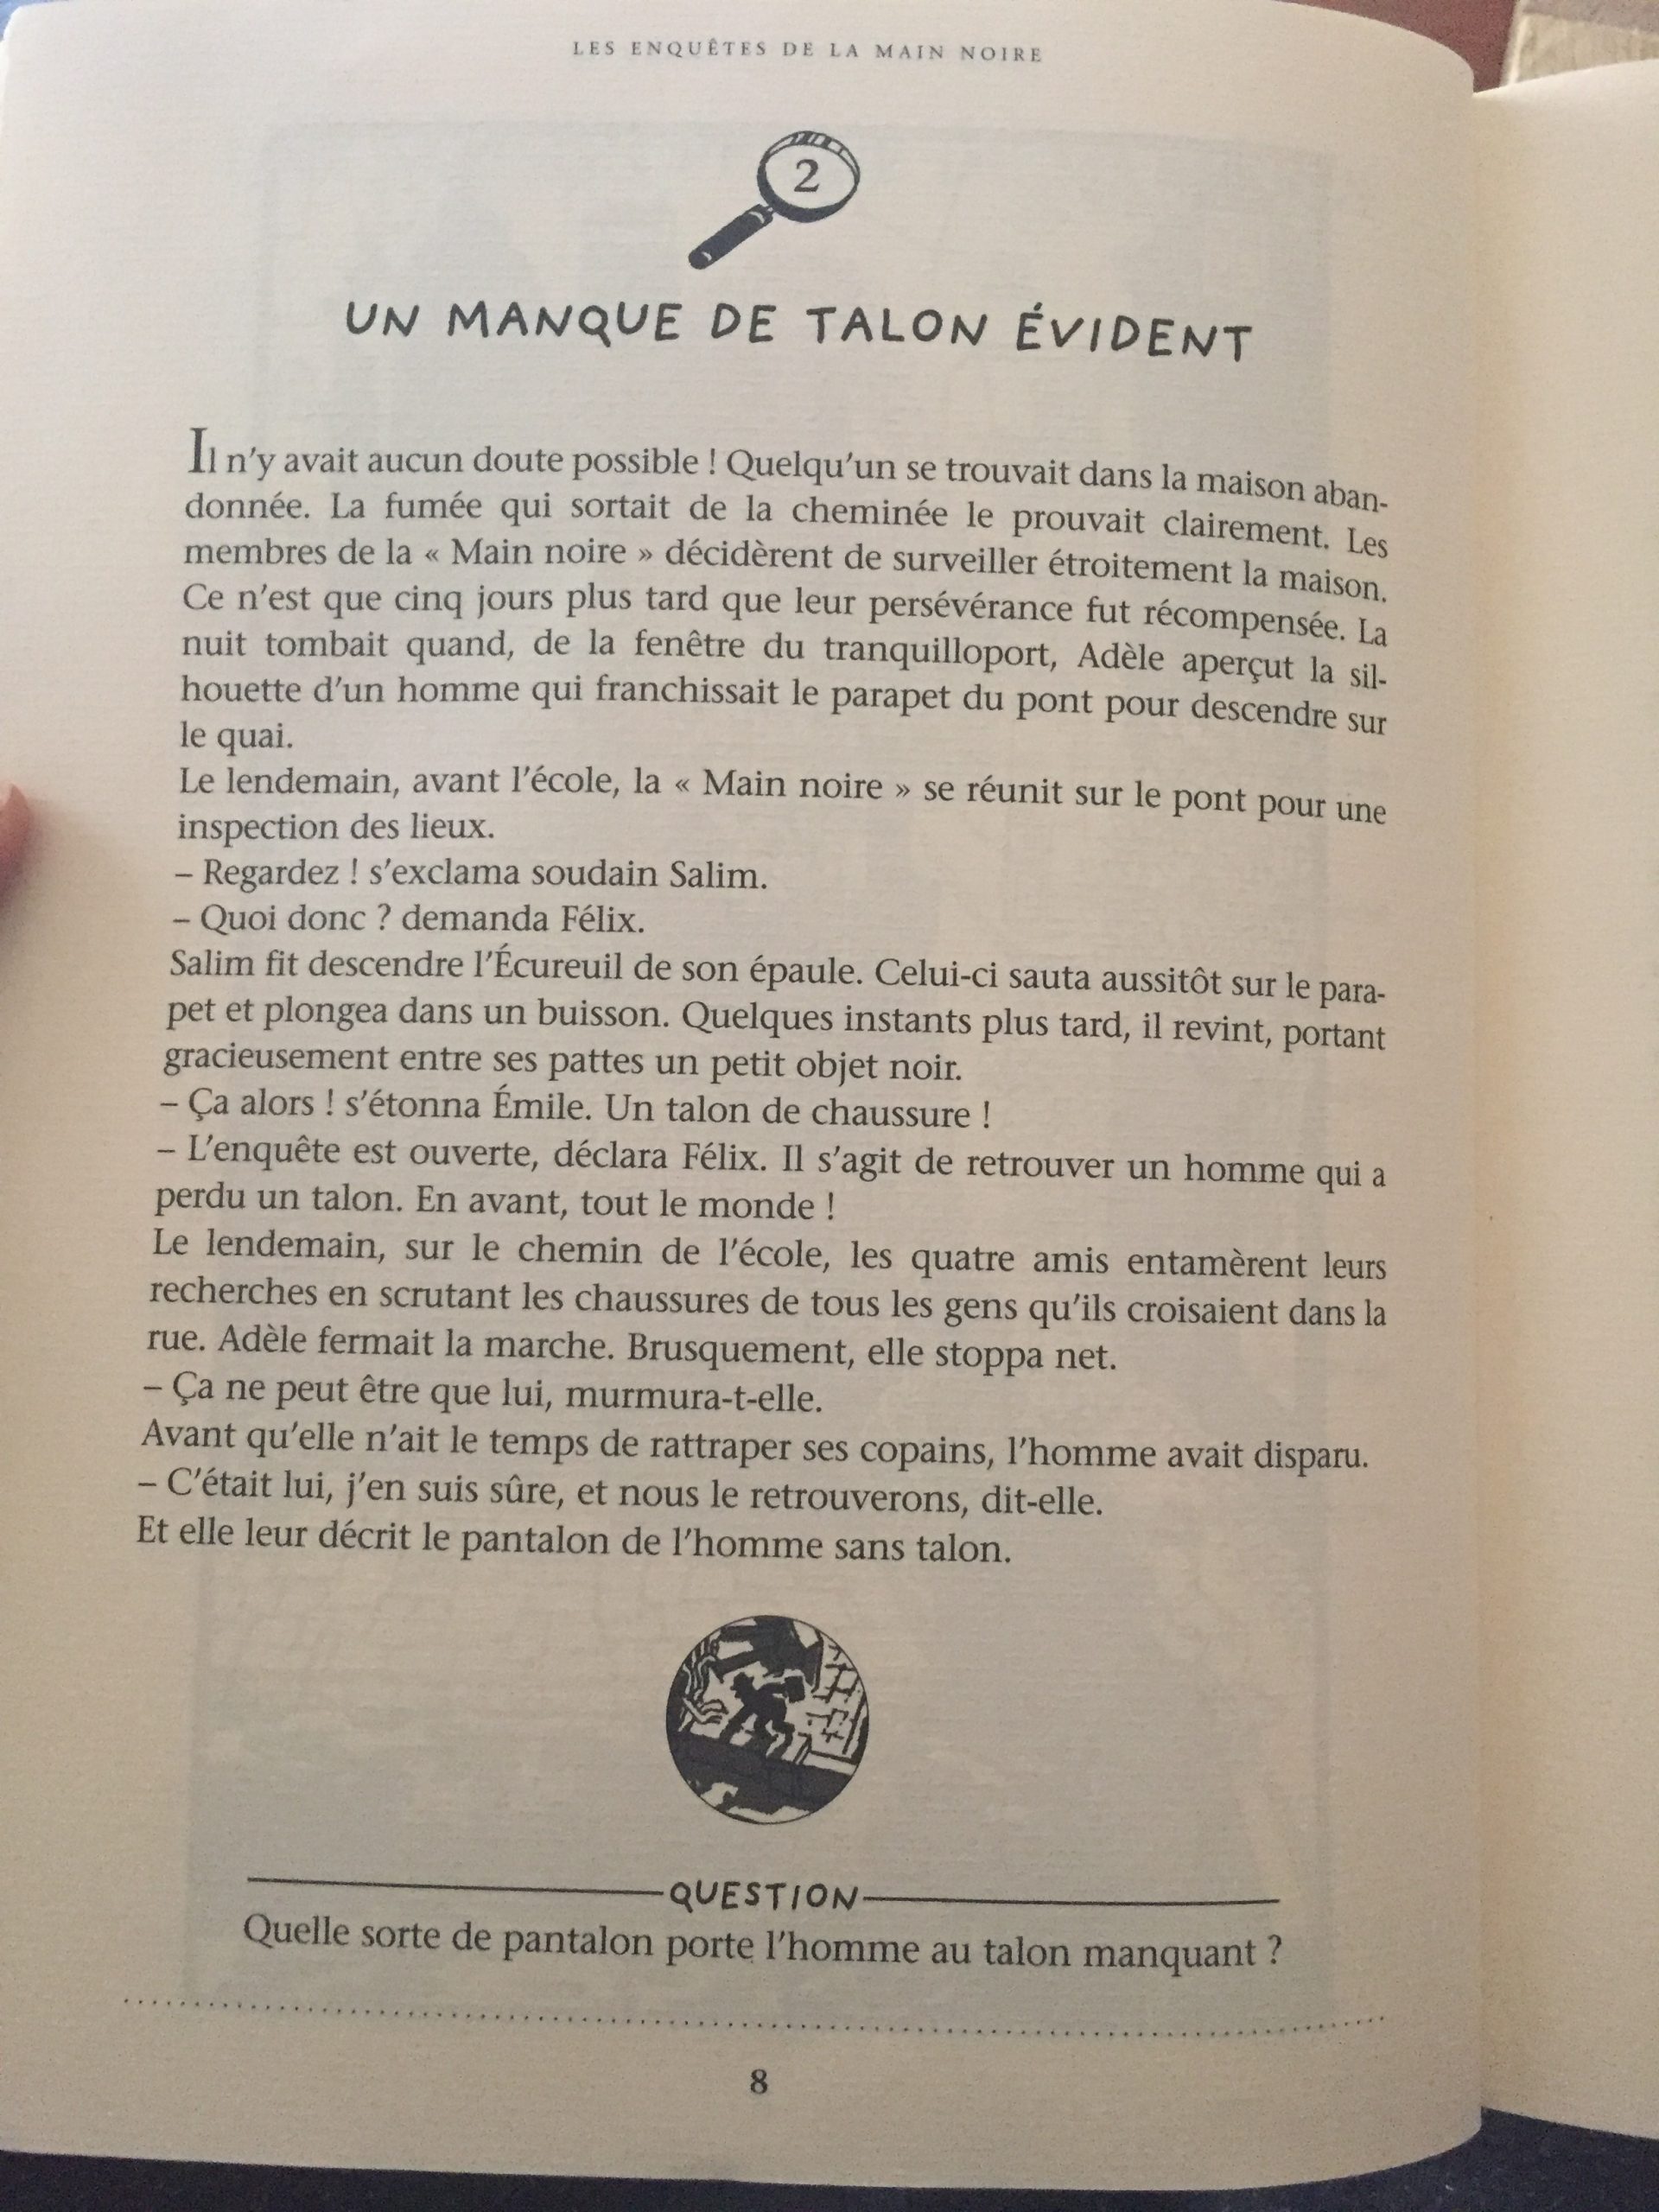 LES ENQUÊTES DE LA MAIN NOIRE
2
UN MANQUE DE TALON ÉVIDENT
Il n'y avait aucun doute possible ! Quelqu'un se trouvait dans la maison aban-
donnée. La fumée qui sortait de la cheminée le prouvait clairement. Les
membres de la « Main noire » décidèrent de surveiller étroitement la maison.
Ce n'est que cinq jours plus tard que leur persévérance fut récompensée. La
nuit tombait quand, de la fenêtre du tranquilloport, Adèle aperçut la sil-
houette d'un homme qui franchissait le parapet du pont pour descendre sur
le quai.
Le lendemain, avant l'école, la « Main noire » se réunit sur le pont pour une
inspection des lieux.
– Regardez ! s'exclama soudain Salim.
– Quoi donc ? demanda Félix.
Salim fit descendre l'Écureuil de son épaule. Celui-ci sauta aussitôt sur le para-
pet et plongea dans un buisson. Quelques instants plus tard, il revint, portant
gracieusement entre ses pattes un petit objet noir.
– Ça alors ! s'étonna Émile. Un talon de chaussure !
– L'enquête est ouverte, déclara Félix. Il s'agit de retrouver un homme qui a
perdu un talon. En avant, tout le monde !
Le lendemain, sur le chemin de l'école, les quatre amis entamèrent leurs
recherches en scrutant les chaussures de tous les gens qu'ils croisaient dans la
rue. Adèle fermait la marche. Brusquement, elle stoppa net.
– Ça ne peut être que lui, murmura-t-elle.
Avant qu'elle n'ait le temps de rattraper ses copains, l'homme avait disparu.
– C'était lui, j'en suis sûre, et nous le retrouverons, dit-elle.
Et elle leur décrit le pantalon de l'homme sans talon.
QUESTION
Quelle sorte de pantalon porte l'homme au talon manquant ?
8